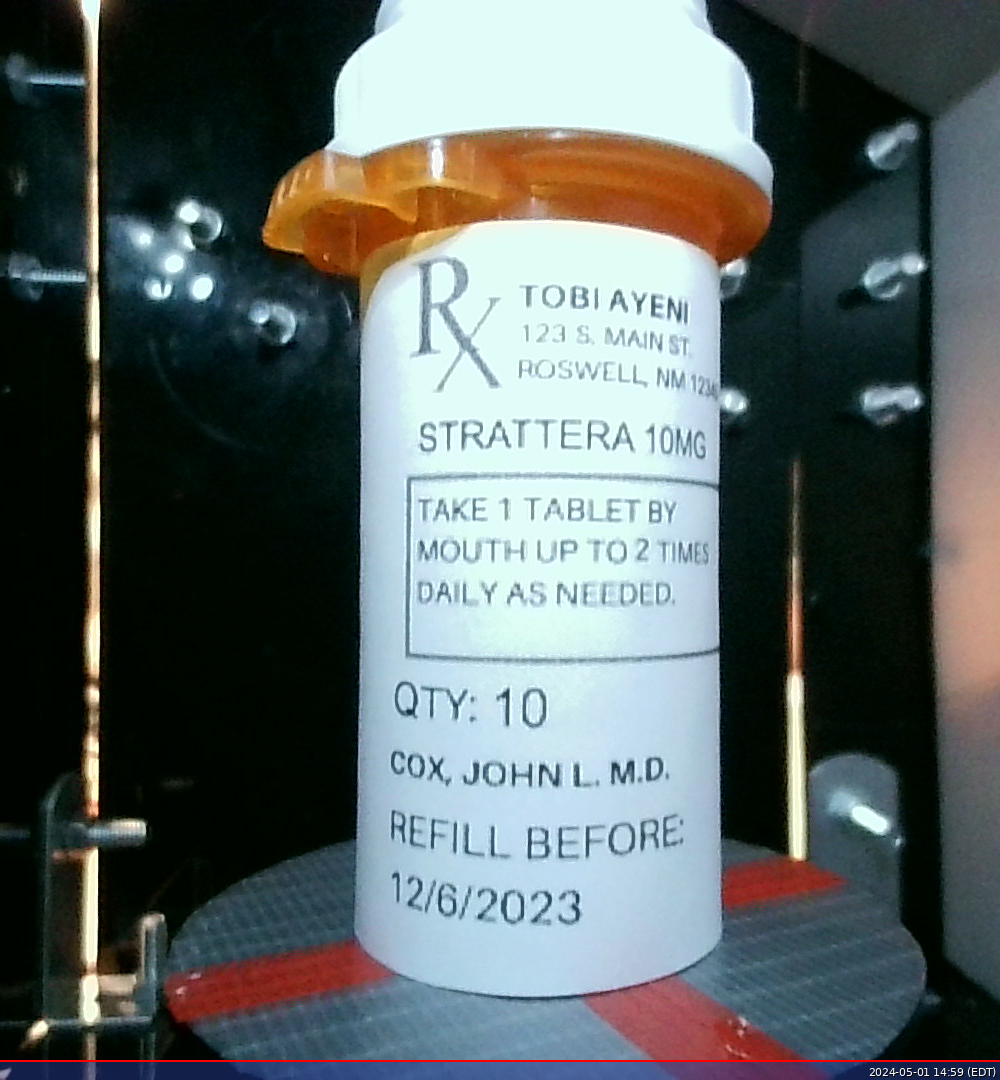 Rx
TOBI AYENI
123 S. MAIN ST.
ROSWELL, NM
STRATTERA 10MG
TAKE 1 TABLET BY
MOUTH UP TO 2 TIMES
DAILY AS NEEDED.
QTY: 10
COX, JOHN L. M.D.
REFILL BEFORE:
12/6/2023
2024-05-01 14:59 (EDT)